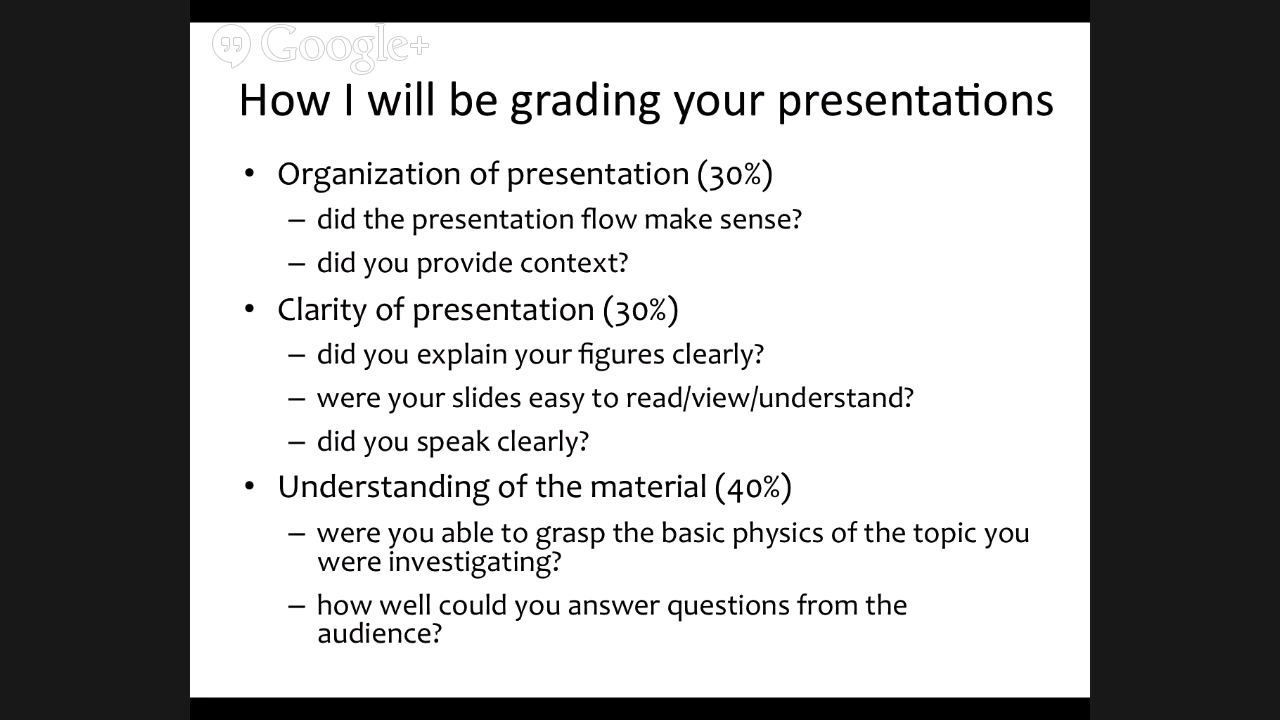 Google+
How I will be grading your presentations
• Organization of presentation (30%)
– did the presentation flow make sense?
– did you provide context?
• Clarity of presentation (30%)
– did you explain your figures clearly?
– were your slides easy to read/view/understand?
– did you speak clearly?
• Understanding of the material (40%)
– were you able to grasp the basic physics of the topic you
were investigating?
– how well could you answer questions from the
audience?